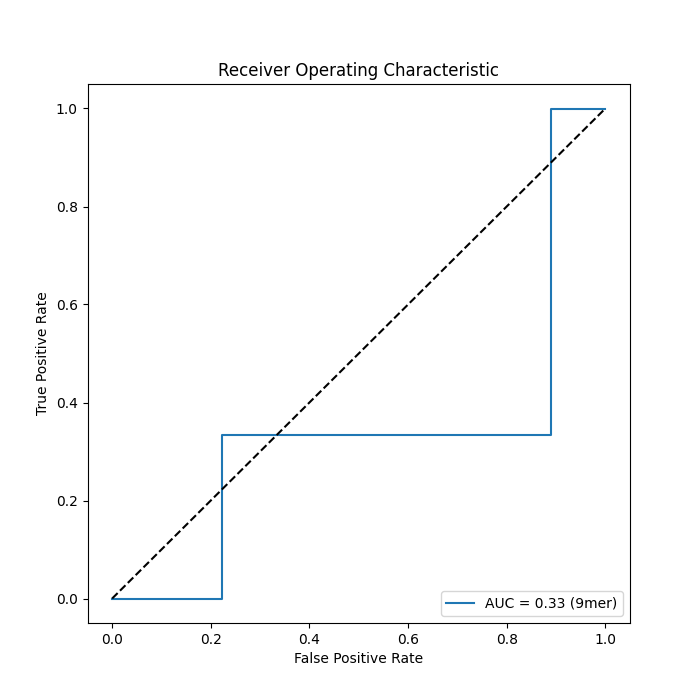 Receiver Operating Characteristic
1.0
0.8
0.6
0.4
0.2
0.0
True Positive Rate
AUC = 0.33 (9mer)
0.0 0.2 0.4 0.6 0.8 1.0
False Positive Rate